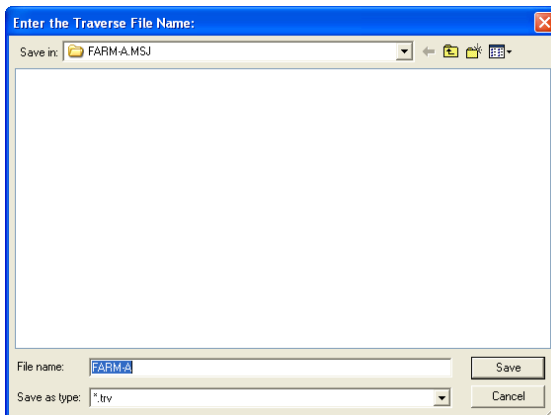 Enter the Traverse File Name:
Save in: FARM-A.MSJ
File name: FARM-A Save
Save as type: *.trv Cancel